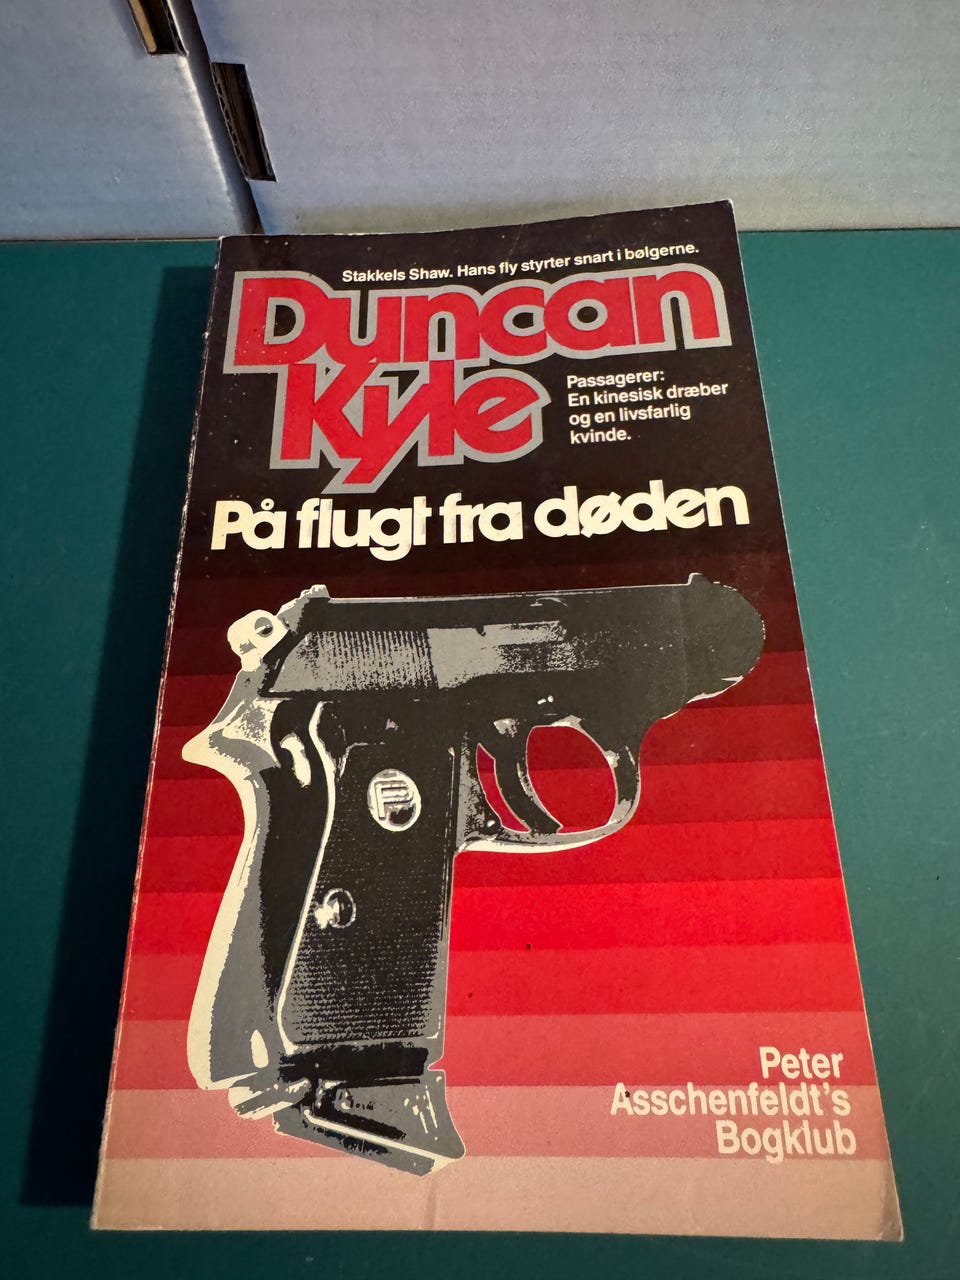 Stakkels Shaw. Hans fly styrter snart i bølgerne.
Duncan
Kyle
Passagerer:
En kinesisk dræber
og en livsfarlig
kvinde.
På flugt fra døden
Peter
Asschenfeldt's
Bogklub